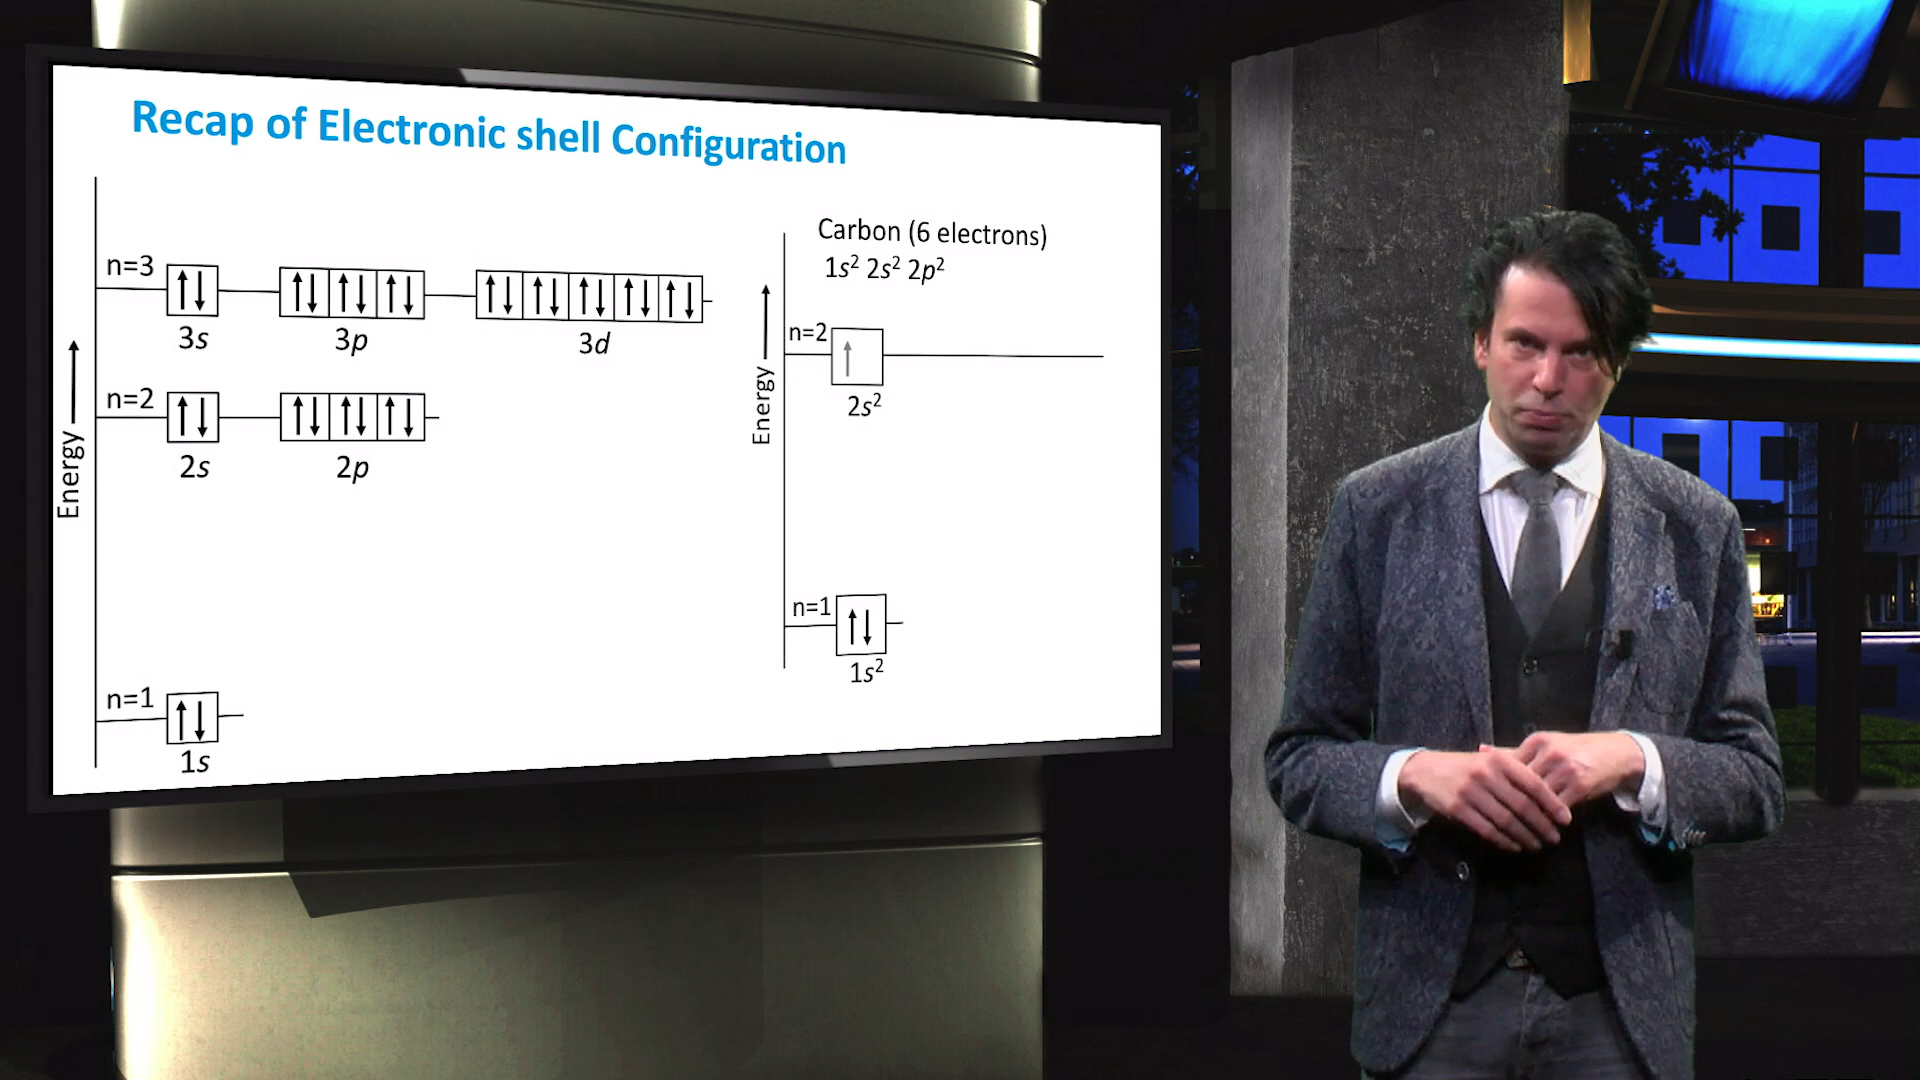 Recap of Electronic shell Configuration
Energy
n=3
3s
3p
3d
n=2
2s
2p
n=1
1s
Carbon (6 electrons)
1s² 2s² 2p²
Energy
n=2
2s²
n=1
1s²